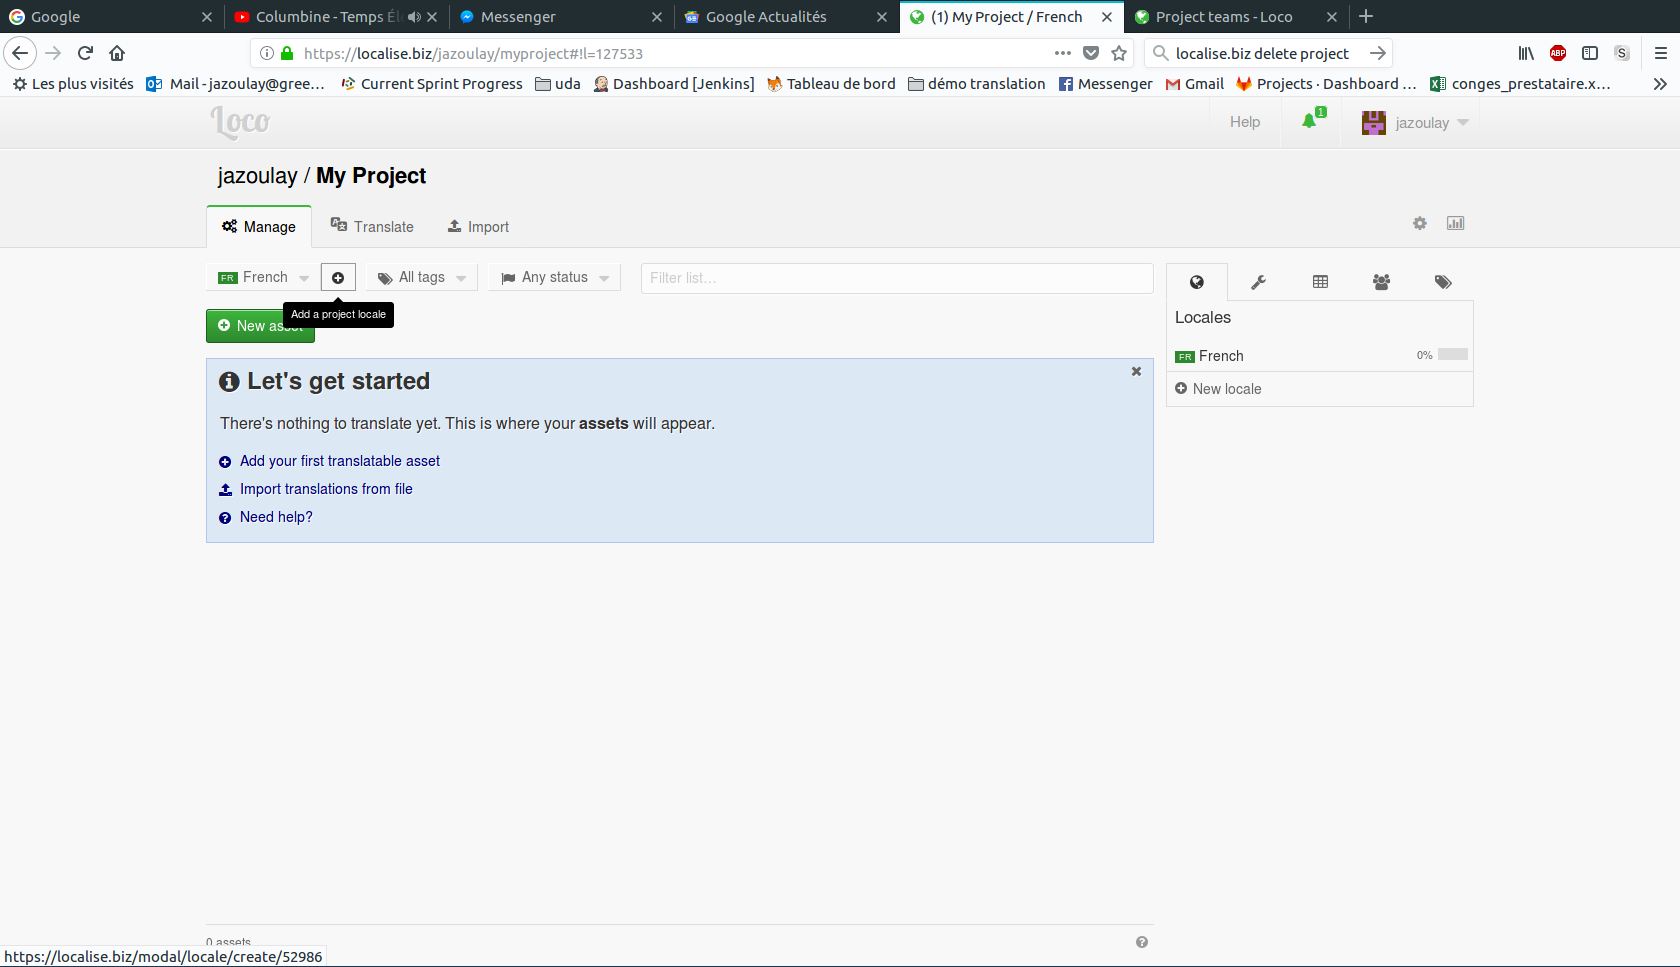 Google
Columbine - Temps Él
Messenger
Google Actualités
(1) My Project / French
Project teams - Loco
https://localise.biz/jazoulay/myproject#!l=127533
localise.biz delete project
ABP
S
Les plus visités
Mail - jazoulay@gree…
Current Sprint Progress
uda
Dashboard [Jenkins]
Tableau de bord
démo translation
Messenger
Gmail
Projects · Dashboard …
conges_prestataire.x…
Loco
Help
1
jazoulay
jazoulay / My Project
Manage
Translate
Import
FR French
All tags
Any status
Filter list…
Add a project locale
New asset
Let's get started
There's nothing to translate yet. This is where your assets will appear.
Add your first translatable asset
Import translations from file
Need help?
Locales
FR French
0%
New locale
0 assets
https://localise.biz/modal/locale/create/52986